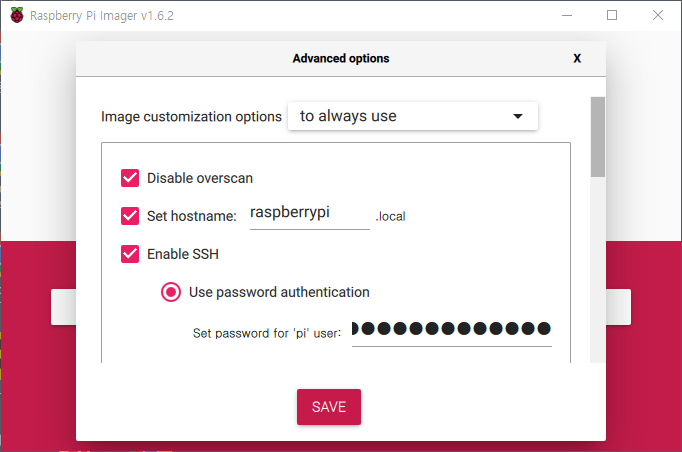 Raspberry Pi Imager v1.6.2
Advanced options X
Image customization options to always use
Disable overscan
Set hostname: raspberrypi .local
Enable SSH
Use password authentication
Set password for 'pi' user: ●●●●●●●●●●●●●
SAVE